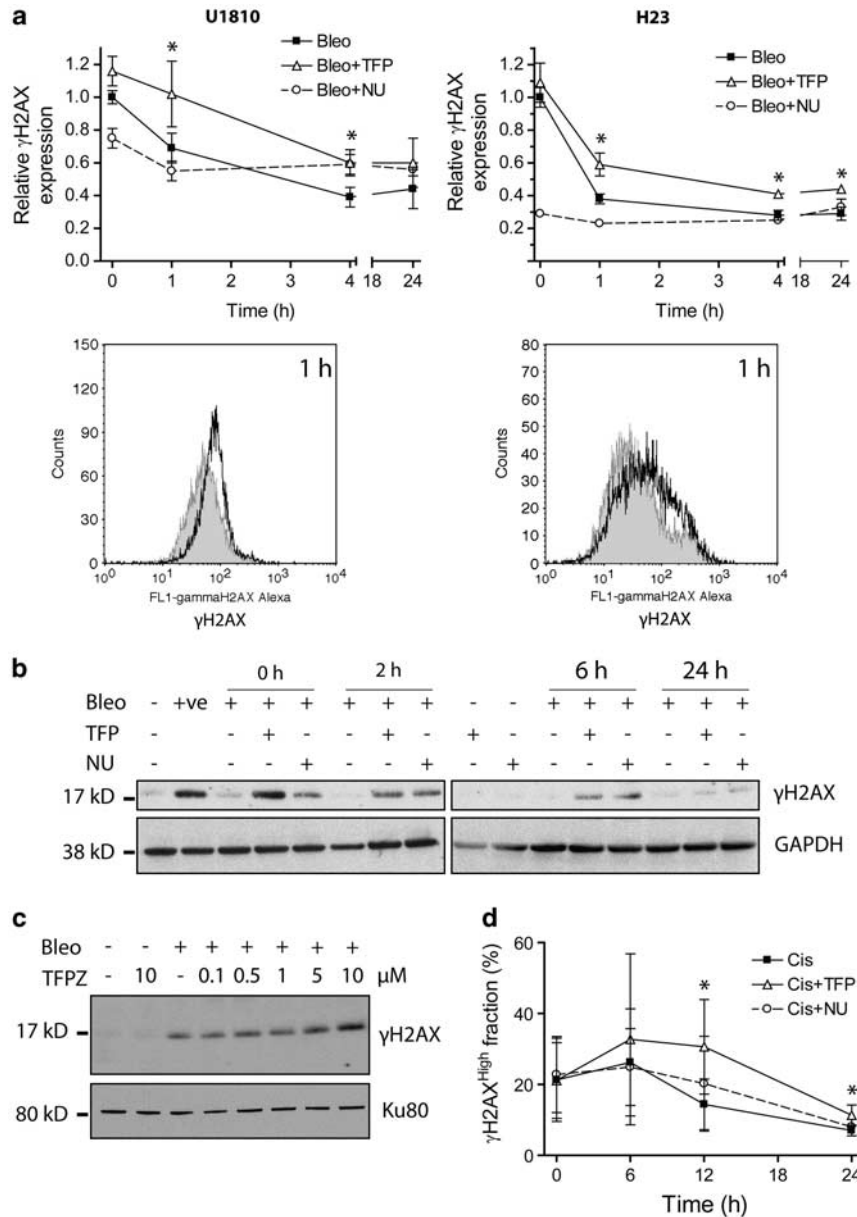 a
U1810
H23
Relative γH2AX
expression
1.2
1.0
0.8
0.6
0.4
0.2
0.0
*
*
Bleo
Bleo+TFP
Bleo+NU
0 1 2 3 4 18 24
Time (h)
Relative γH2AX
expression
1.2
1.0
0.8
0.6
0.4
0.2
0.0
*
*
*
Bleo
Bleo+TFP
Bleo+NU
0 1 2 3 4 18 24
Time (h)
Counts
150
120
90
60
30
0
1 h
10⁰ 10¹ 10² 10³ 10⁴
FL1-gammaH2AX Alexa
γH2AX
Counts
80
70
60
50
40
30
20
10
0
1 h
10⁰ 10¹ 10² 10³ 10⁴
FL1-gammaH2AX Alexa
γH2AX
b
0 h 2 h 6 h 24 h
Bleo - +ve + + + + + + - - + + + + + +
TFP - - - + - - + - + - - + - - + -
NU - - - - + - - + - + - - + - - +
17 kD γH2AX
38 kD GAPDH
c
Bleo - - + + + + + +
TFPZ - 10 - 0.1 0.5 1 5 10 μM
17 kD γH2AX
80 kD Ku80
d
γH2AXHigh fraction (%)
60
40
20
0
*
*
Cis
Cis+TFP
Cis+NU
0 6 12 18 24
Time (h)